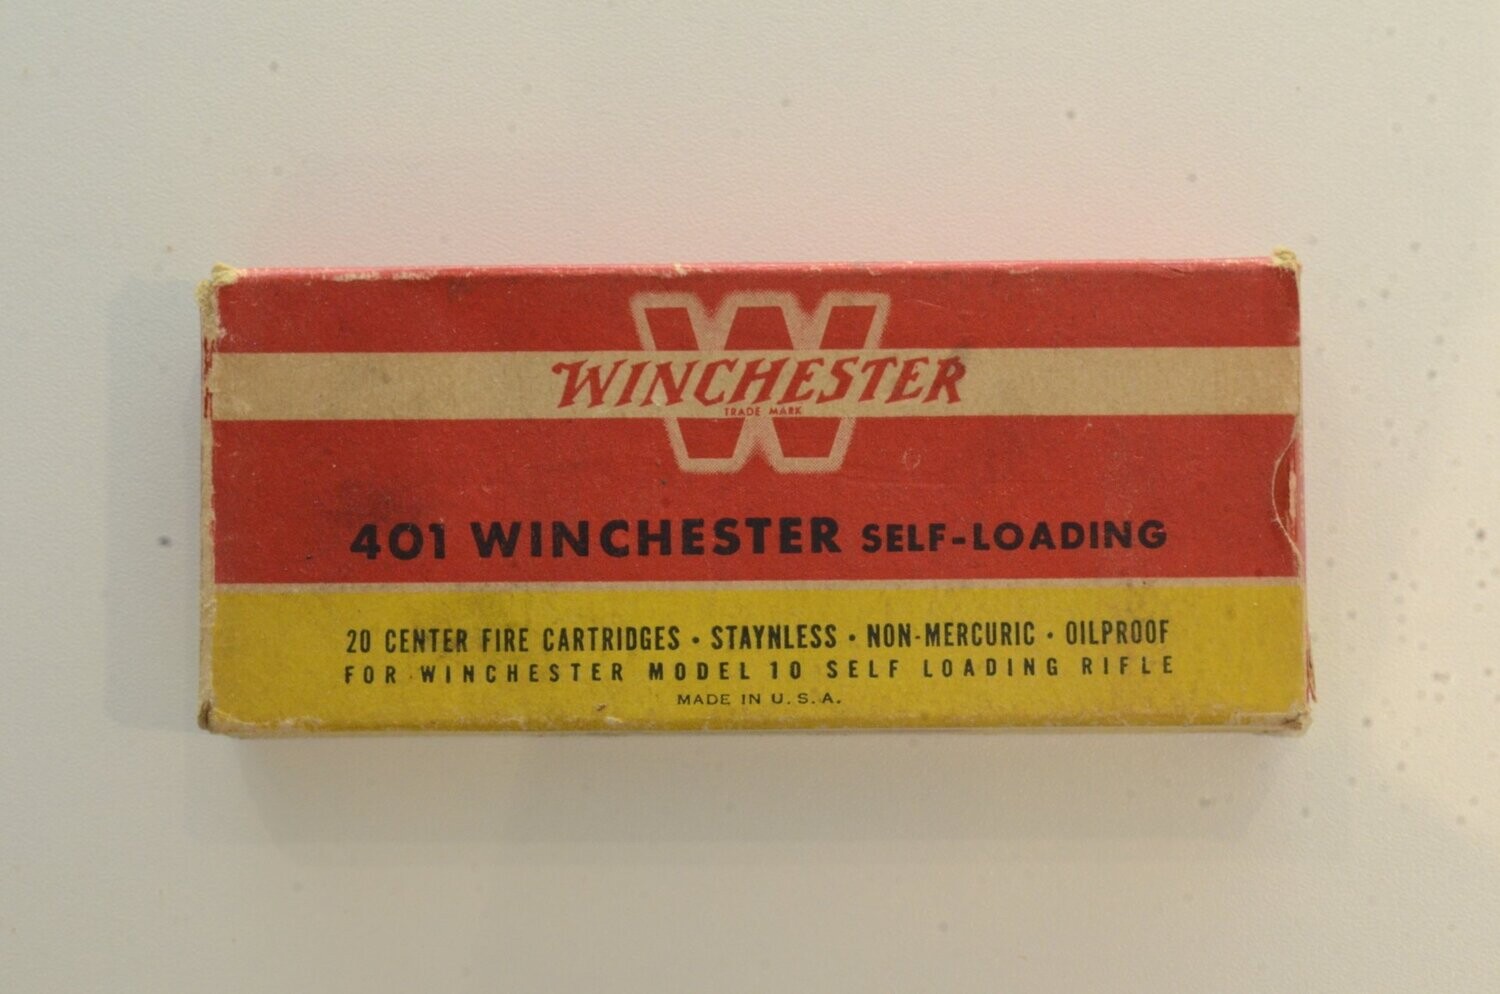 W
WINCHESTER
TRADE MARK
401 WINCHESTER SELF-LOADING
20 CENTER FIRE CARTRIDGES • STAYNLESS • NON-MERCURIC • OILPROOF
FOR WINCHESTER MODEL 10 SELF LOADING RIFLE
MADE IN U.S.A.